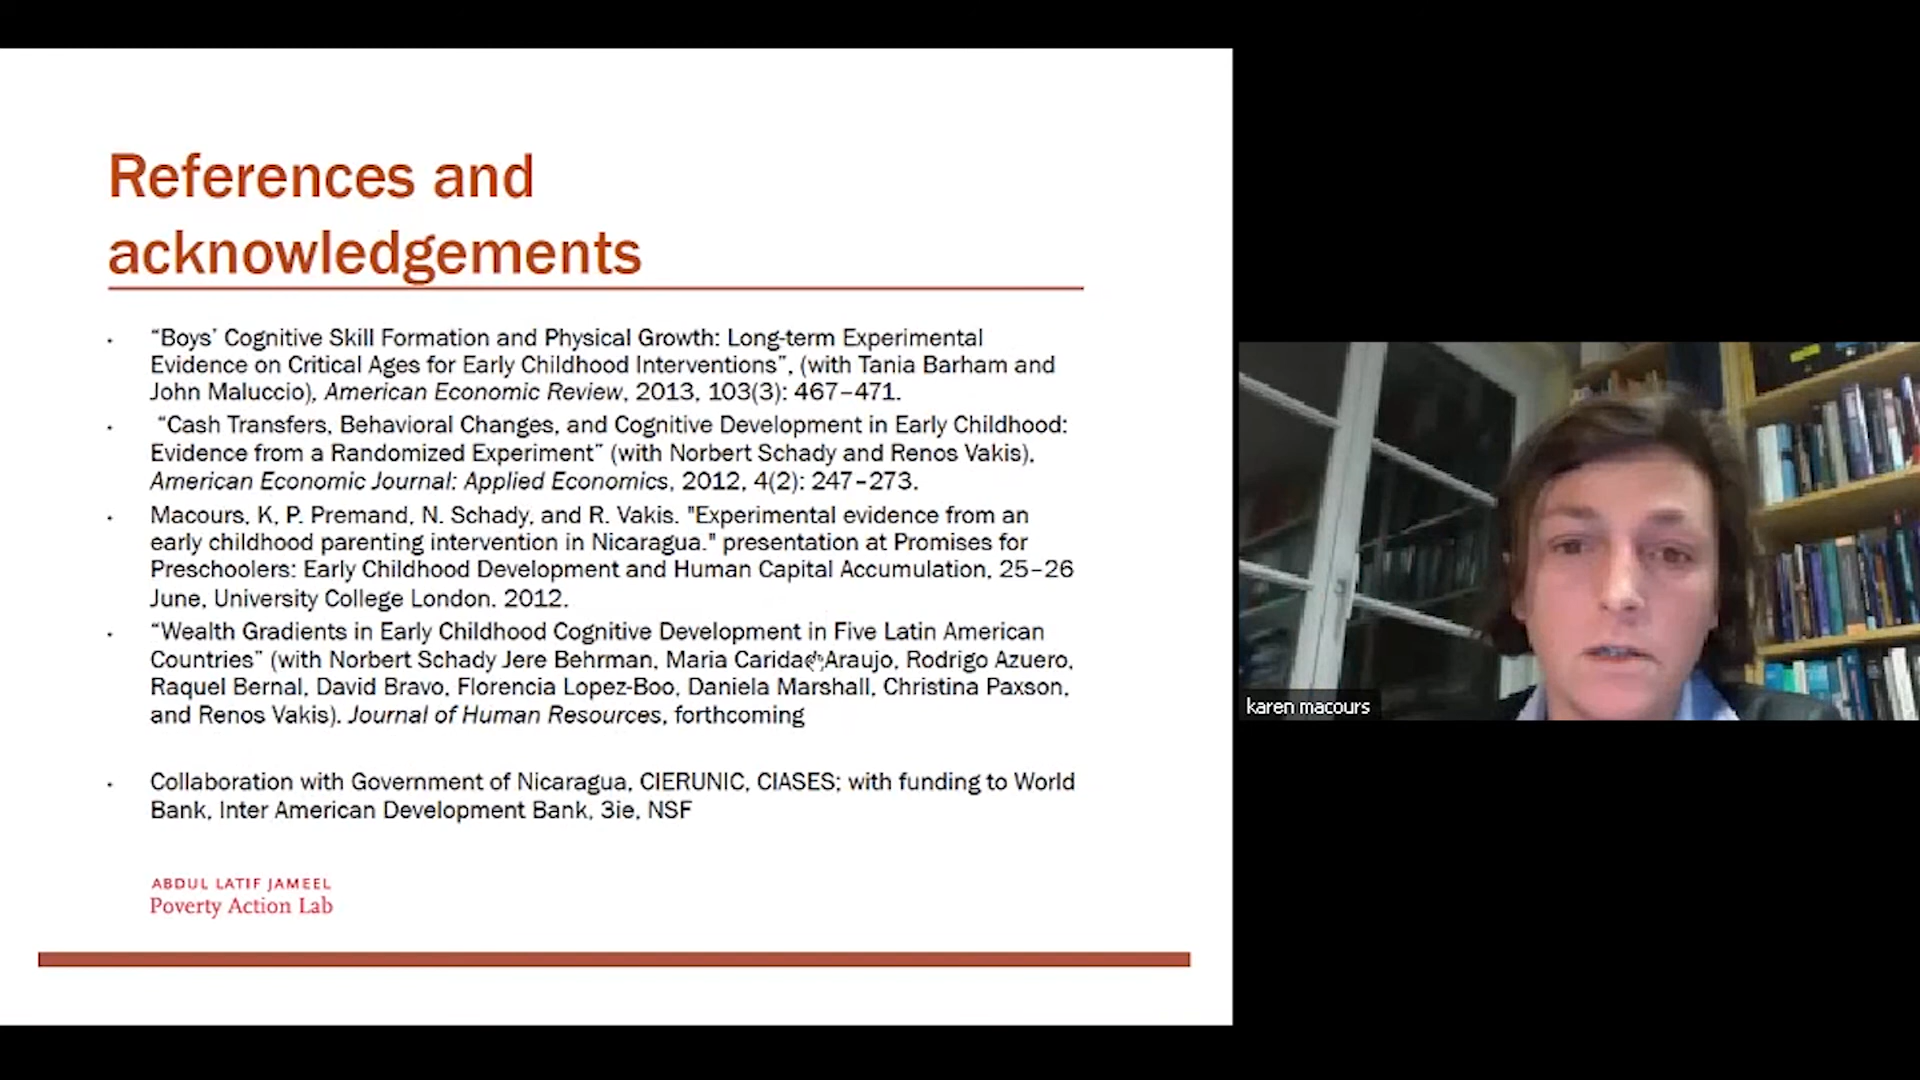 References and
acknowledgements
“Boys’ Cognitive Skill Formation and Physical Growth: Long-term Experimental
Evidence on Critical Ages for Early Childhood Interventions”, (with Tania Barham and
John Maluccio), American Economic Review, 2013, 103(3): 467–471.
“Cash Transfers, Behavioral Changes, and Cognitive Development in Early Childhood:
Evidence from a Randomized Experiment” (with Norbert Schady and Renos Vakis),
American Economic Journal: Applied Economics, 2012, 4(2): 247–273.
Macours, K, P. Premand, N. Schady, and R. Vakis. "Experimental evidence from an
early childhood parenting intervention in Nicaragua." presentation at Promises for
Preschoolers: Early Childhood Development and Human Capital Accumulation, 25–26
June, University College London. 2012.
“Wealth Gradients in Early Childhood Cognitive Development in Five Latin American
Countries” (with Norbert Schady Jere Behrman, Maria Caridad Araujo, Rodrigo Azuero,
Raquel Bernal, David Bravo, Florencia Lopez-Boo, Daniela Marshall, Christina Paxson,
and Renos Vakis). Journal of Human Resources, forthcoming
Collaboration with Government of Nicaragua, CIERUNIC, CIASES; with funding to World
Bank, Inter American Development Bank, 3ie, NSF
ABDUL LATIF JAMEEL
Poverty Action Lab
karen macours